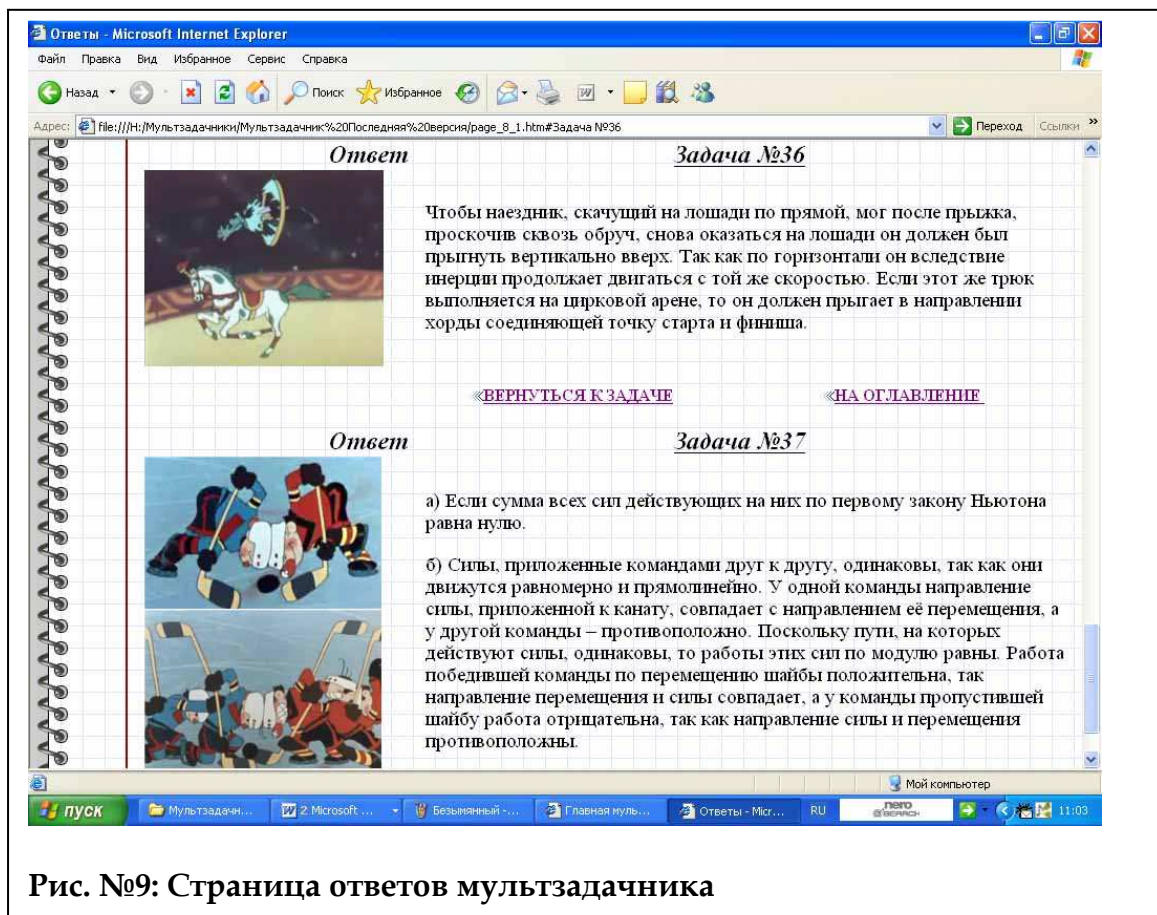 Ответы - Microsoft Internet Explorer
Файл Правка Вид Избранное Сервис Справка
Назад Поиск Избранное
Адрес: file:///H:/Мультзадачники/Мультзадачник%20Последняя%20версия/page_8_1.htm#Задача №36 Переход Ссылки »
Ответ Задача №36
Чтобы наездник, скачущий на лошади по прямой, мог после прыжка,
проскочив сквозь обруч, снова оказаться на лошади он должен был
прыгнуть вертикально вверх. Так как по горизонтали он вследствие
инерции продолжает двигаться с той же скоростью. Если этот же трюк
выполняется на цирковой арене, то он должен прыгает в направлении
хорды соединяющей точку старта и финиша.
«ВЕРНУТЬСЯ К ЗАДАЧЕ «НА ОГЛАВЛЕНИЕ
Ответ Задача №37
а) Если сумма всех сил действующих на них по первому закону Ньютона
равна нулю.
б) Силы, приложенные командами друг к другу, одинаковы, так как они
движутся равномерно и прямолинейно. У одной команды направление
силы, приложенной к канату, совпадает с направлением её перемещения, а
у другой команды – противоположно. Поскольку пути, на которых
действуют силы, одинаковы, то работы этих сил по модулю равны. Работа
победившей команды по перемещению шайбы положительна, так
направление перемещения и силы совпадает, а у команды пропустившей
шайбу работа отрицательна, так как направление силы и перемещения
противоположны.
Мой компьютер
пуск Мультзадачн... 2 Microsoft ... Безымянный -... Главная муль... Ответы - Micr... RU nero SEARCH 11:03
Рис. №9: Страница ответов мультзадачника